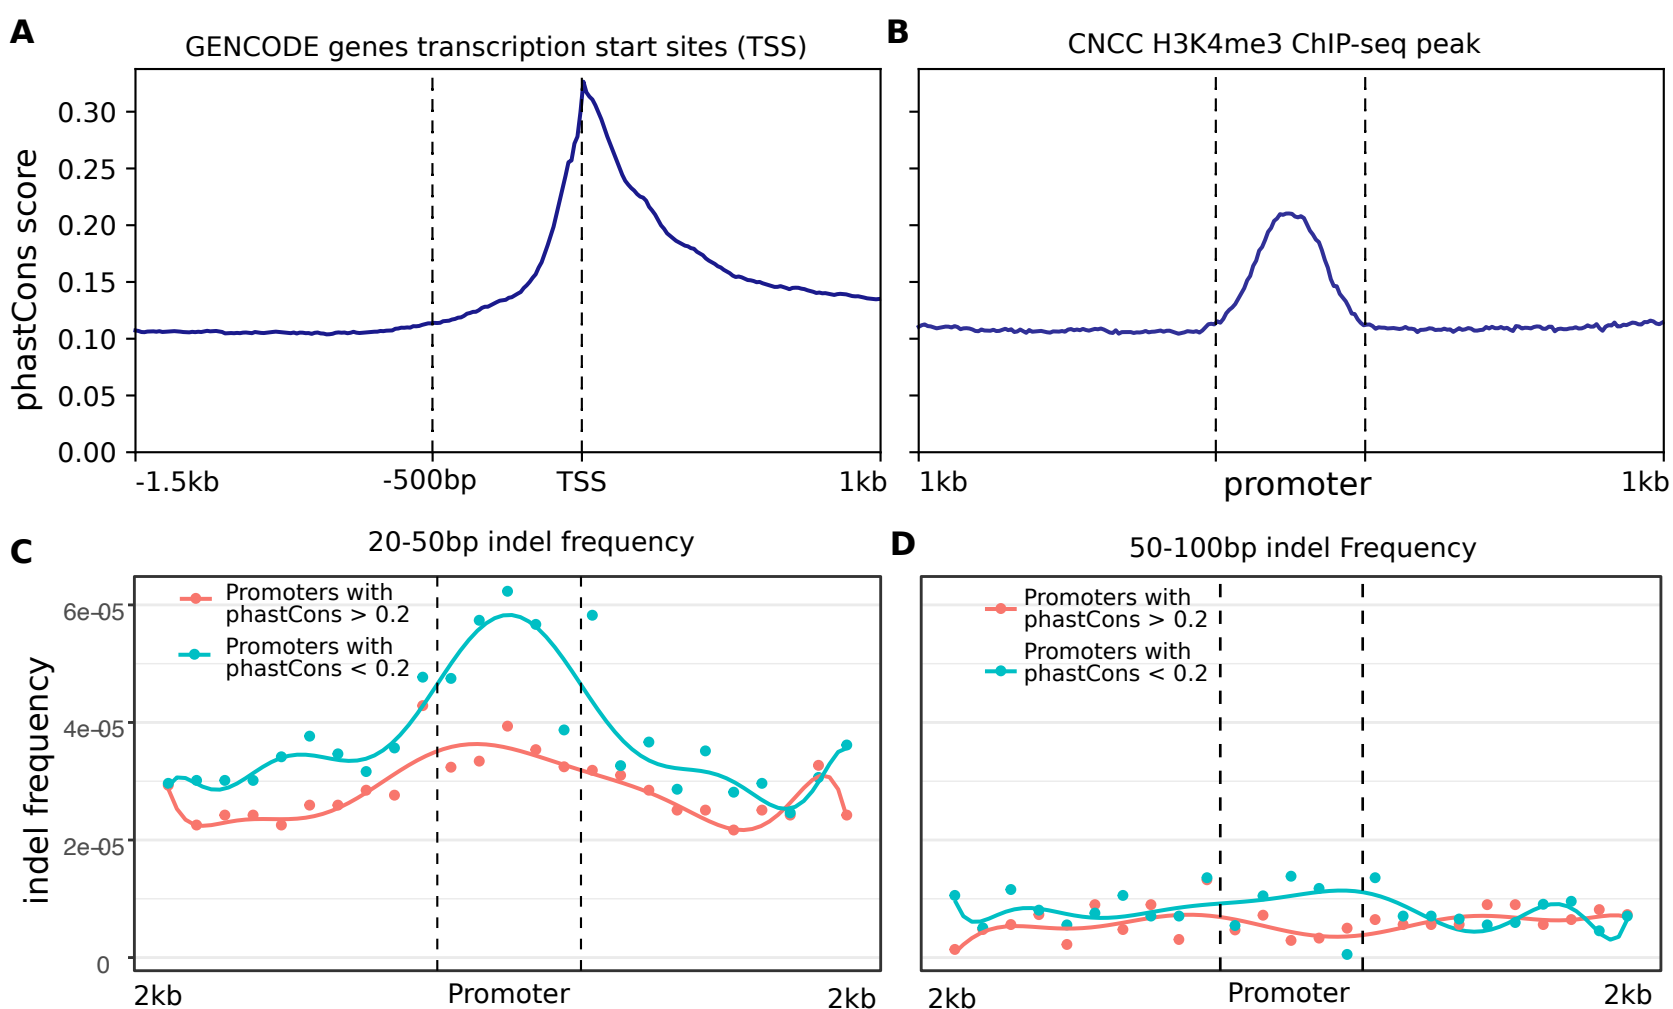 A
GENCODE genes transcription start sites (TSS)
phastCons score
0.30
0.25
0.20
0.15
0.10
0.05
0.00
-1.5kb
-500bp
TSS
1kb
B
CNCC H3K4me3 ChIP-seq peak
1kb
promoter
1kb
C
20-50bp indel frequency
Promoters with
phastCons > 0.2
Promoters with
phastCons < 0.2
indel frequency
6e-05
4e-05
2e-05
0
2kb
Promoter
2kb
D
50-100bp indel Frequency
Promoters with
phastCons > 0.2
Promoters with
phastCons < 0.2
2kb
Promoter
2kb